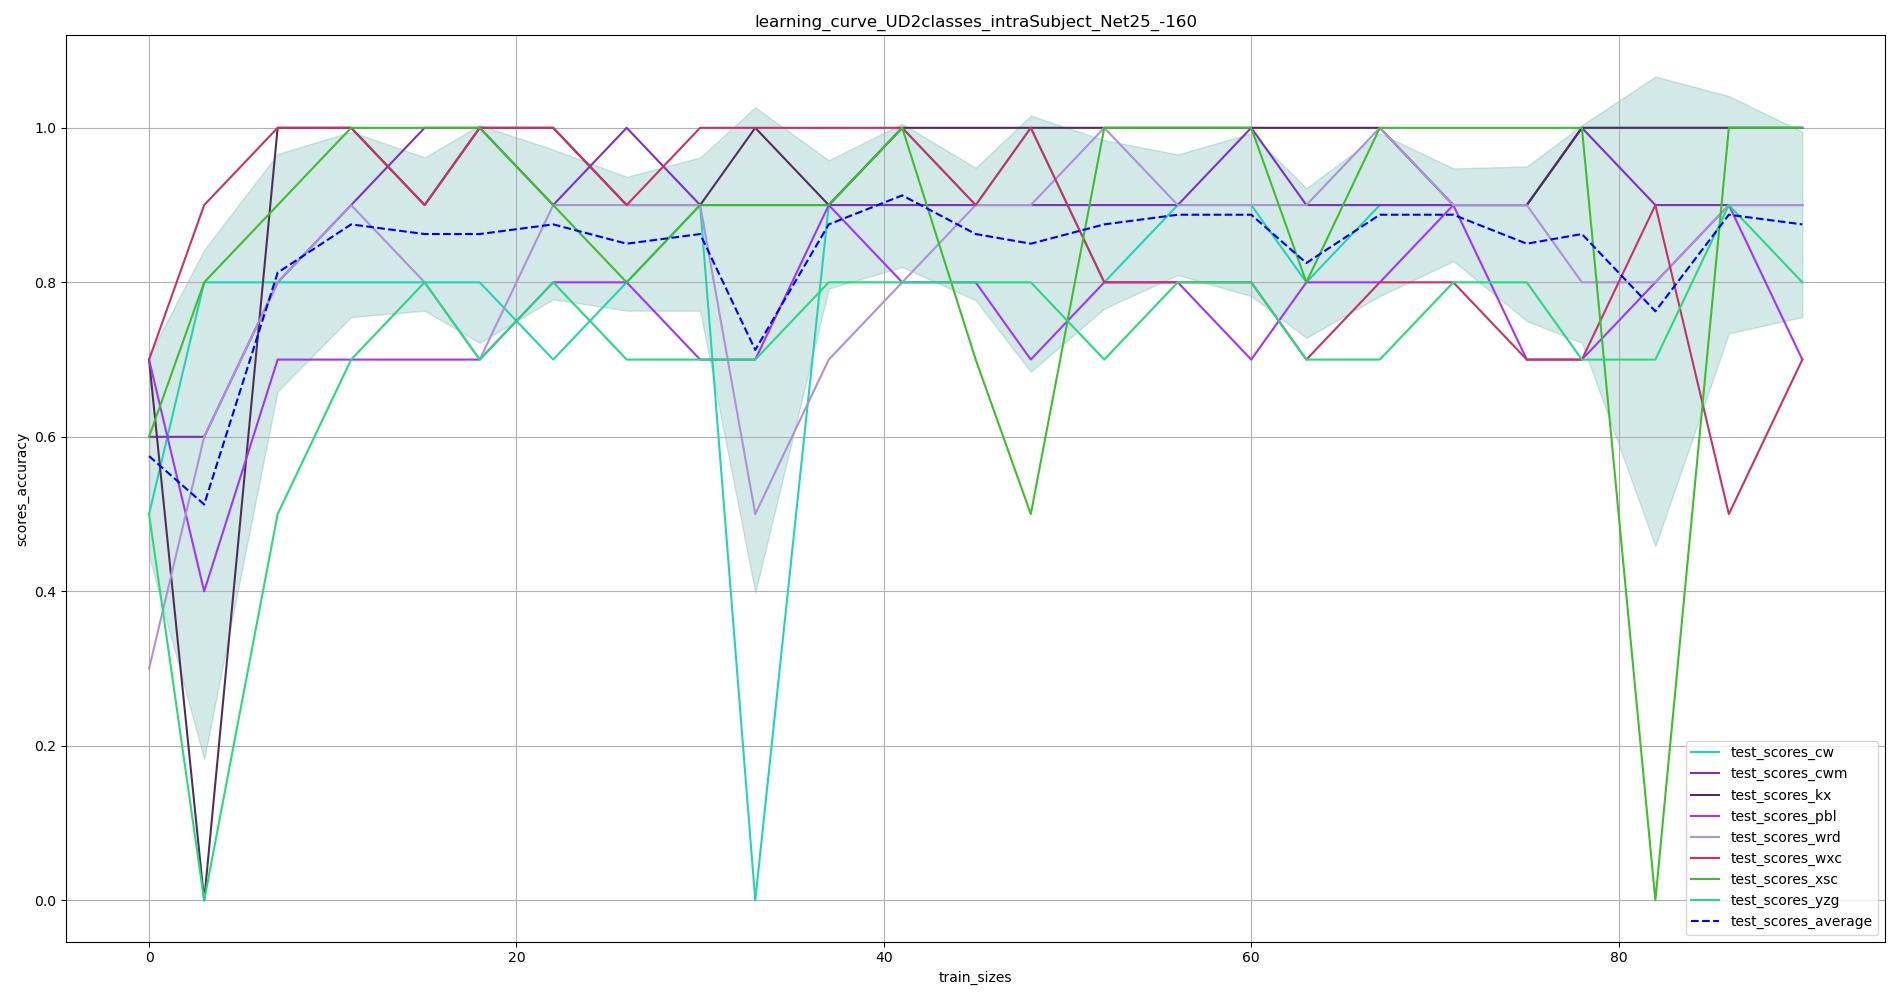 learning_curve_UD2classes_intraSubject_Net25_-160
scores_accuracy
1.0
0.8
0.6
0.4
0.2
0.0
0 20 40 60 80
train_sizes
test_scores_cw
test_scores_cwm
test_scores_kx
test_scores_pbl
test_scores_wrd
test_scores_wxc
test_scores_xsc
test_scores_yzg
test_scores_average